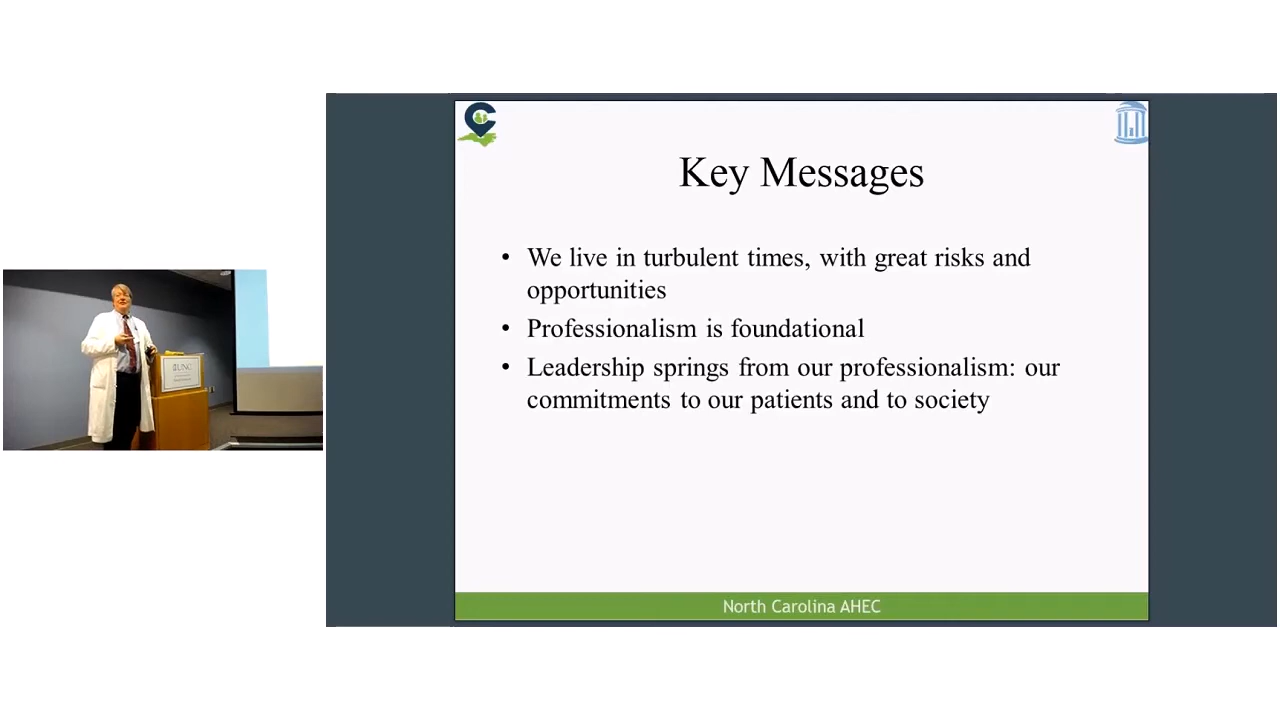 Key Messages
• We live in turbulent times, with great risks and
opportunities
• Professionalism is foundational
• Leadership springs from our professionalism: our
commitments to our patients and to society
North Carolina AHEC
UNC